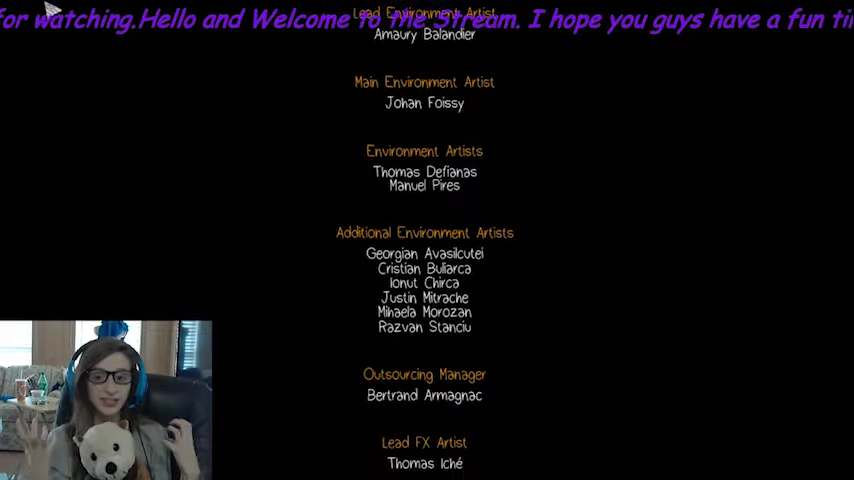 for watching.Hello and Welcome to the Stream. I hope you guys have a fun ti
Lead Environment Artist
Amaury Balandier
Main Environment Artist
Johan Foissy
Environment Artists
Thomas Defianas
Manuel Pires
Additional Environment Artists
Georgian Avasilcutei
Cristian Buliarca
Ionut Chirca
Justin Mitrache
Mihaela Morozan
Razvan Stanciu
Outsourcing Manager
Bertrand Armagnac
Lead FX Artist
Thomas Iché